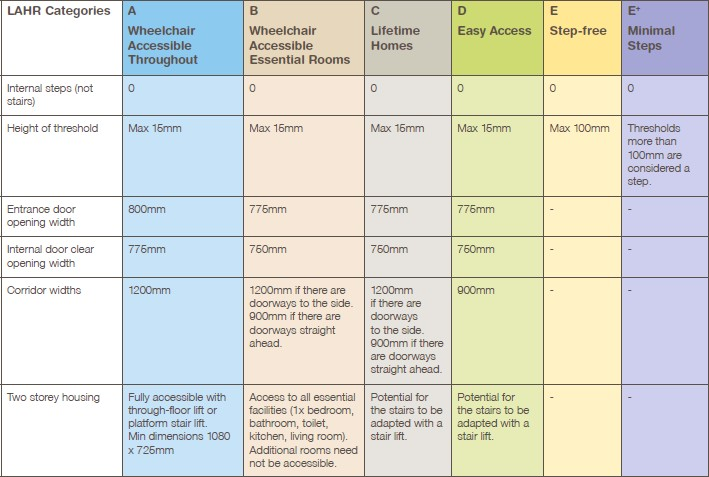 LAHR Categories
A
Wheelchair
Accessible
Throughout
B
Wheelchair
Accessible
Essential Rooms
C
Lifetime
Homes
D
Easy Access
E
Step-free
E+
Minimal
Steps
Internal steps (not
stairs)
0
0
0
0
0
0
Height of threshold
Max 15mm
Max 15mm
Max 15mm
Max 15mm
Max 100mm
Thresholds
more than
100mm are
considered a
step.
Entrance door
opening width
800mm
775mm
775mm
775mm
-
-
Internal door clear
opening width
775mm
750mm
750mm
750mm
-
-
Corridor widths
1200mm
1200mm if there are
doorways to the side.
900mm if there are
doorways straight
ahead.
1200mm
if there are
doorways
to the side.
900mm if there
are doorways
straight ahead.
900mm
-
-
Two storey housing
Fully accessible with
through-floor lift or
platform stair lift.
Min dimensions 1080
x 725mm
Access to all essential
facilities (1x bedroom,
bathroom, toilet,
kitchen, living room).
Additional rooms need
not be accessible.
Potential for
the stairs to be
adapted with a
stair lift.
Potential for
the stairs to be
adapted with a
stair lift.
-
-